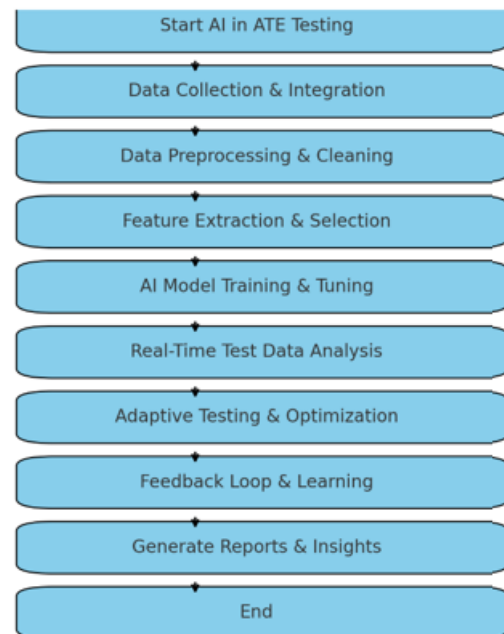 Start AI in ATE Testing
Data Collection & Integration
Data Preprocessing & Cleaning
Feature Extraction & Selection
AI Model Training & Tuning
Real-Time Test Data Analysis
Adaptive Testing & Optimization
Feedback Loop & Learning
Generate Reports & Insights
End